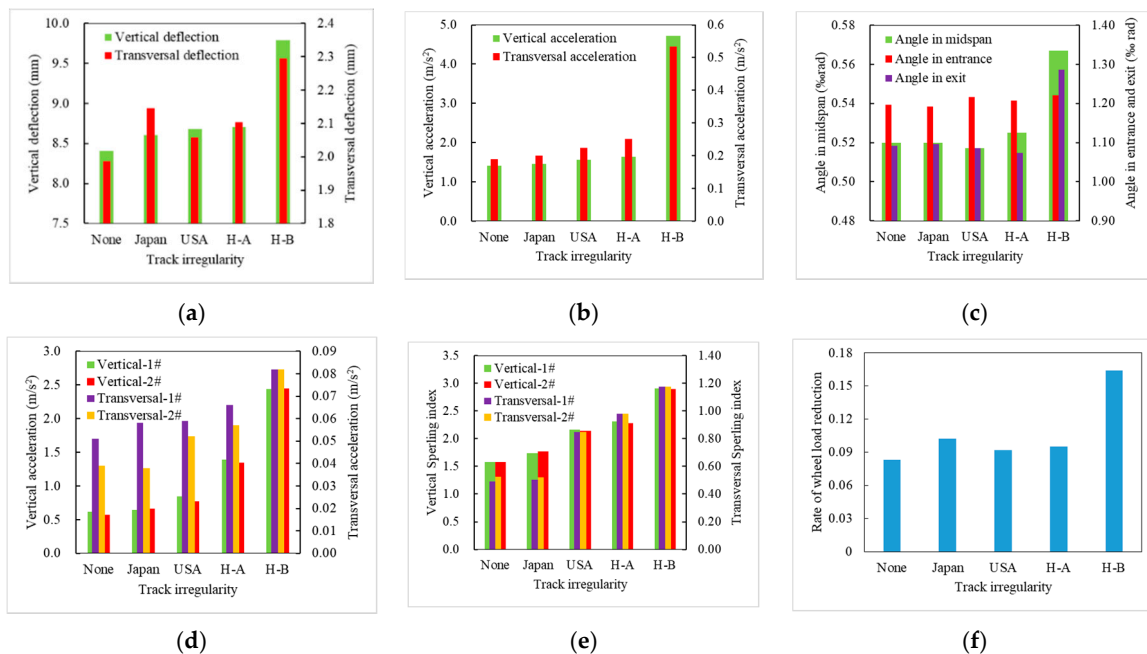 10.0
9.5
9.0
8.5
8.0
7.5
2.4
2.3
2.2
2.1
2.0
1.9
1.8
Vertical deflection (mm)
Transversal deflection (mm)
Vertical deflection
Transversal deflection
None Japan USA H-A H-B
Track irregularity
(a)
5.0
4.0
3.0
2.0
1.0
0.0
0.6
0.5
0.4
0.3
0.2
0.1
0.0
Vertical acceleration (m/s²)
Transversal acceleration (m/s²)
Vertical acceleration
Transversal acceleration
None Japan USA H-A H-B
Track irregularity
(b)
0.58
0.56
0.54
0.52
0.50
0.48
1.40
1.30
1.20
1.10
1.00
0.90
Angle in midspan (‰rad)
Angle in entrance and exit (‰ rad)
Angle in midspan
Angle in entrance
Angle in exit
None Japan USA H-A H-B
Track irregularity
(c)
3.0
2.5
2.0
1.5
1.0
0.5
0.0
0.09
0.08
0.07
0.06
0.05
0.04
0.03
0.02
0.01
0.00
Vertical acceleration (m/s²)
Transversal acceleration (m/s²)
Vertical-1#
Vertical-2#
Transversal-1#
Transversal-2#
None Japan USA H-A H-B
Track irregularity
(d)
3.5
3.0
2.5
2.0
1.5
1.0
0.5
0.0
1.40
1.20
1.00
0.80
0.60
0.40
0.20
0.00
Vertical Sperling index
Transversal Sperling index
Vertical-1#
Vertical-2#
Transversal-1#
Transversal-2#
None Japan USA H-A H-B
Track irregularity
(e)
0.18
0.15
0.12
0.09
0.06
0.03
0
Rate of wheel load reduction
None Japan USA H-A H-B
Track irregularity
(f)